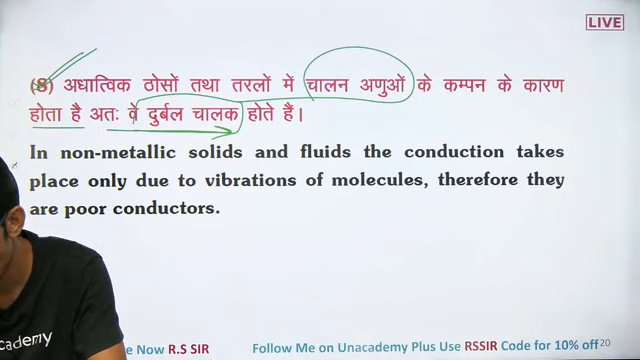 LIVE
(8) अधात्विक ठोसों तथा तरलों में चालन अणुओं के कम्पन के कारण
होता है अतः वे दुर्बल चालक होते हैं।
In non-metallic solids and fluids the conduction takes
place only due to vibrations of molecules, therefore they
are poor conductors.
cademy
e Now R.S SIR
Follow Me on Unacademy Plus Use RSSIR Code for 10% off
20